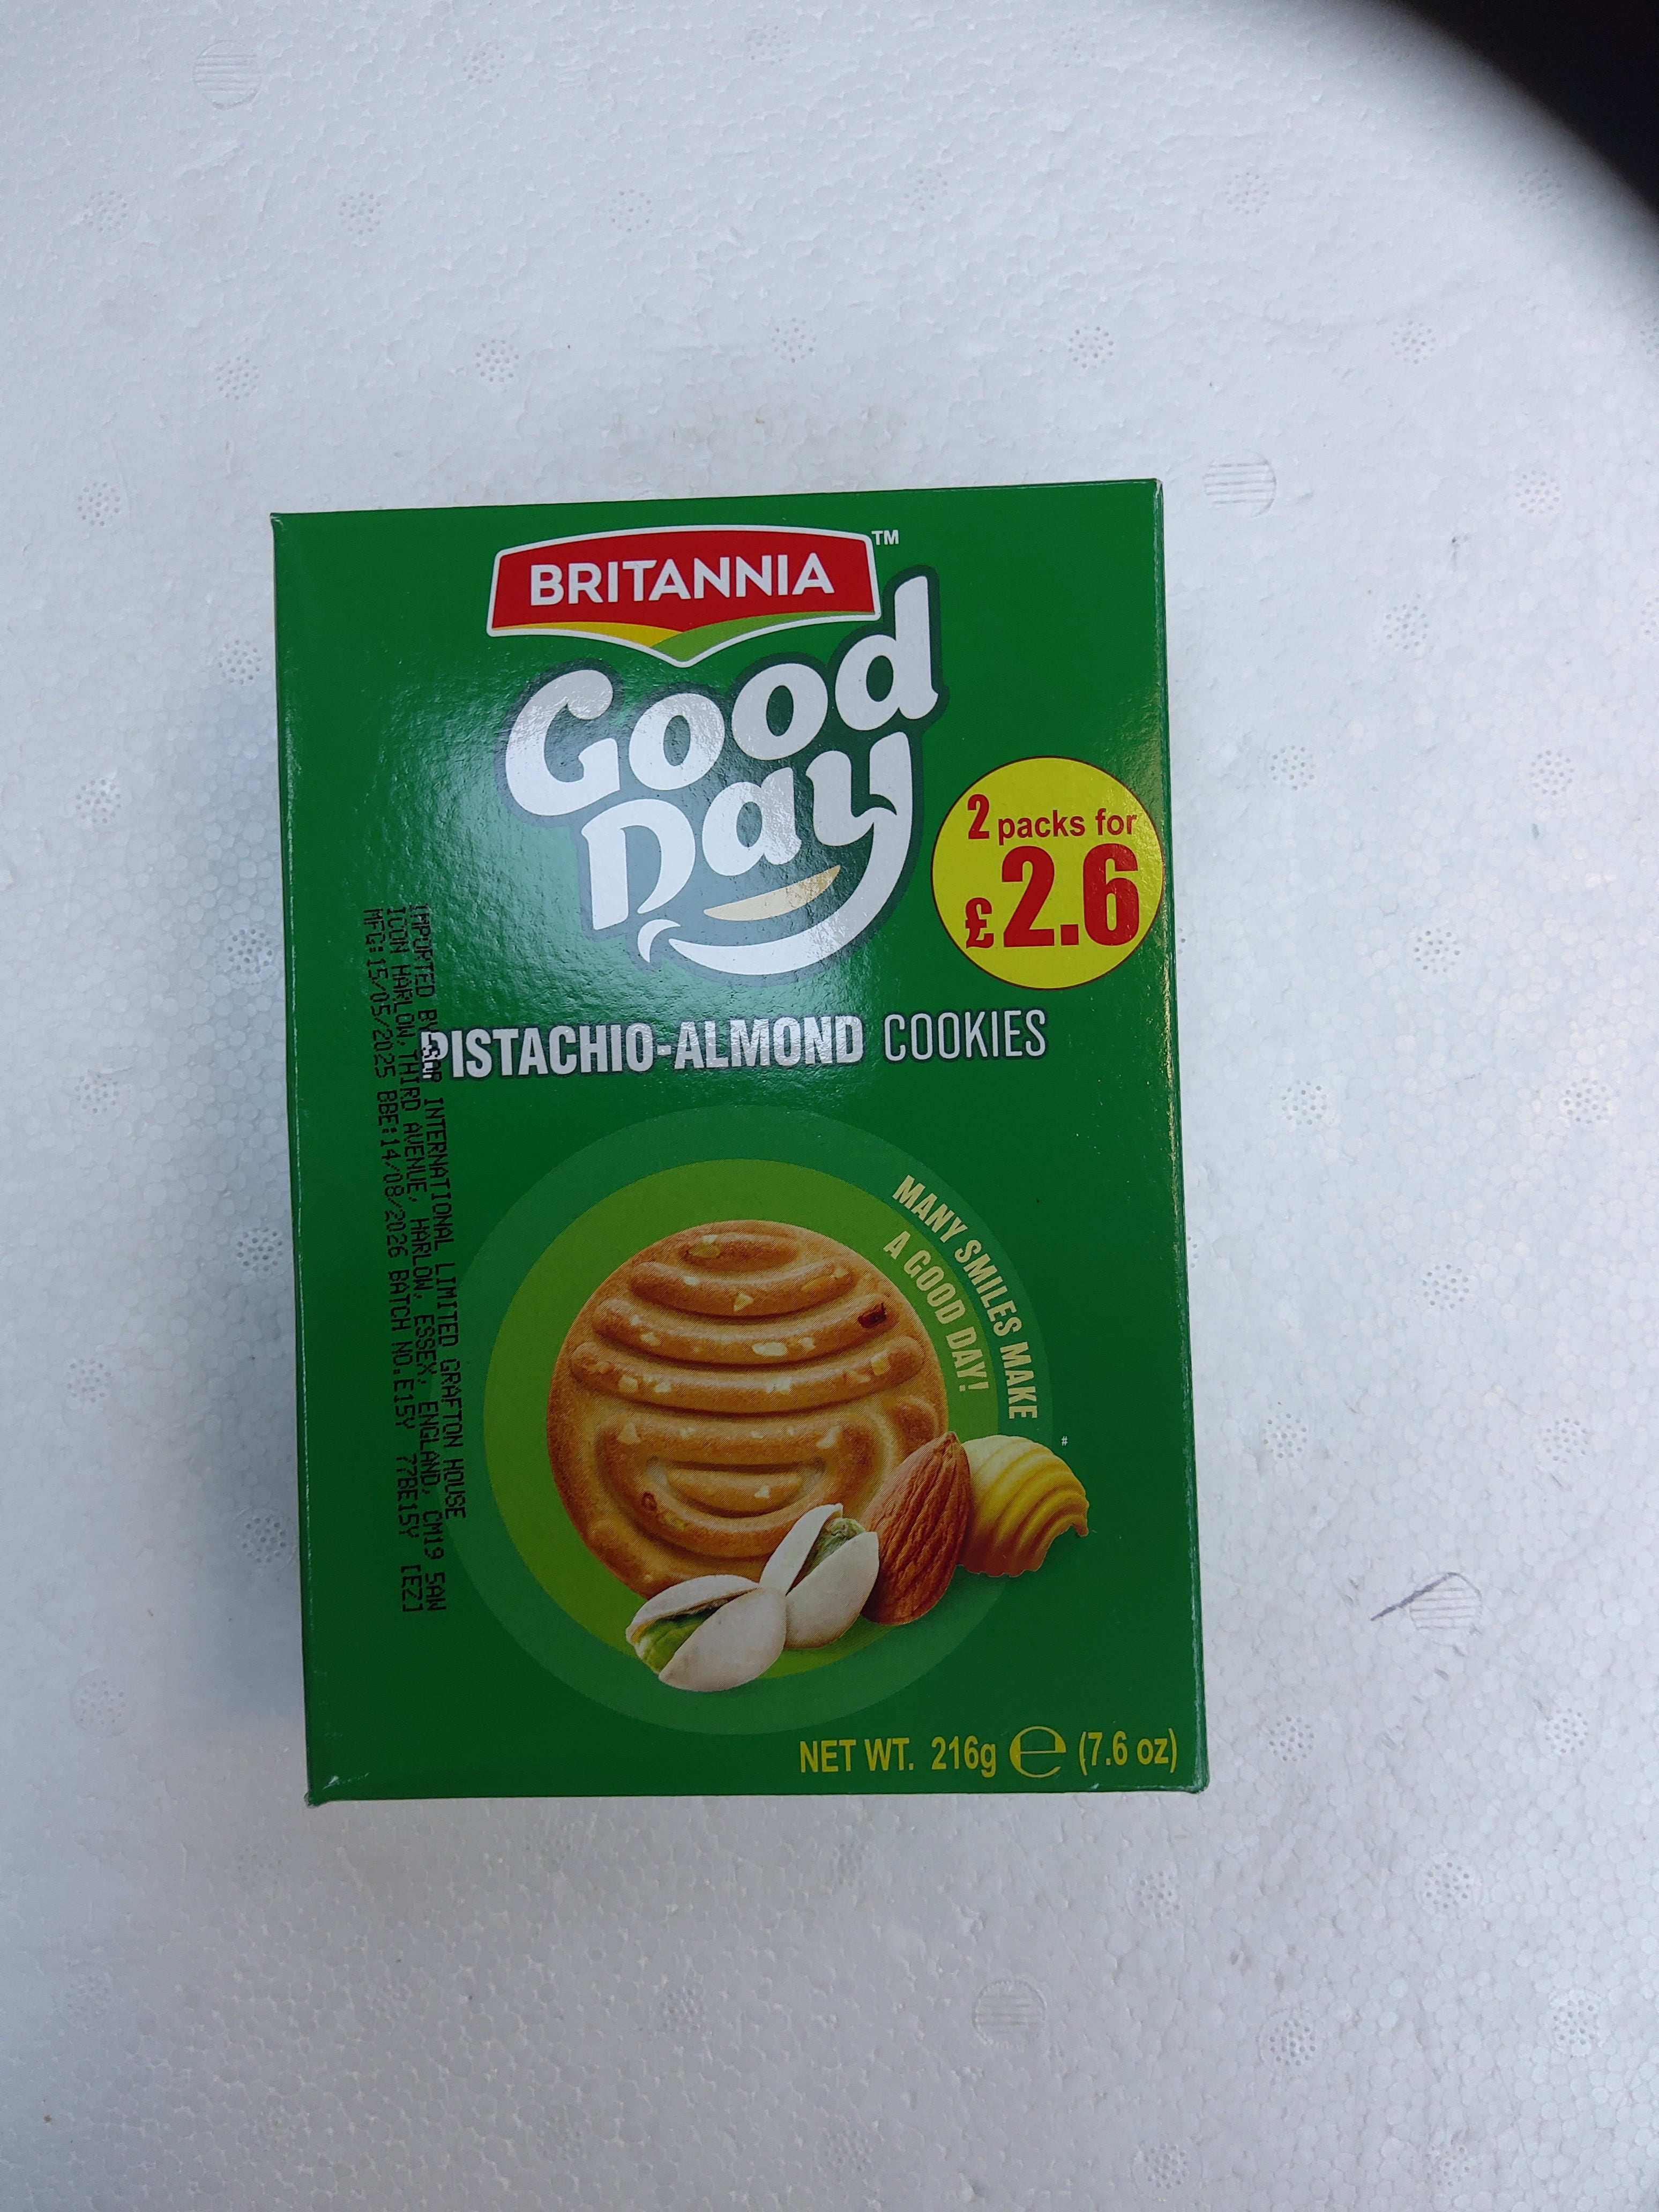 BRITANNIA
TM
Good
Day
2 packs for
£2.6
PISTACHIO-ALMOND COOKIES
IMPORTED BY SOP INTERNATIONAL LIMITED GRAFTON HOUSE
ICON HARLOW, THIRD AVENUE, HARLOW, ESSEX, ENGLAND, CM19 5AW
MFG:15/05/2025 BBE:14/08/2026 BATCH NO.E15Y 77BE15Y [EZ]
MANY SMILES MAKE
A GOOD DAY!
#
NET WT. 216g ℮ (7.6 oz)